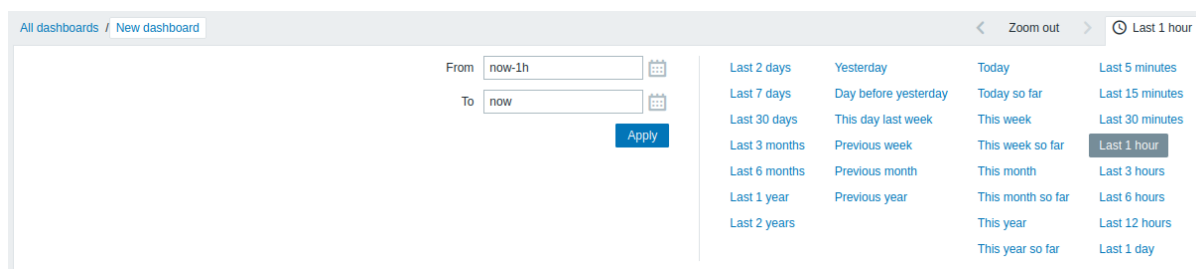 All dashboards / New dashboard
Zoom out
Last 1 hour
From now-1h
To now
Apply
Last 2 days Yesterday Today Last 5 minutes
Last 7 days Day before yesterday Today so far Last 15 minutes
Last 30 days This day last week This week Last 30 minutes
Last 3 months Previous week This week so far Last 1 hour
Last 6 months Previous month This month Last 3 hours
Last 1 year Previous year This month so far Last 6 hours
Last 2 years This year Last 12 hours
This year so far Last 1 day